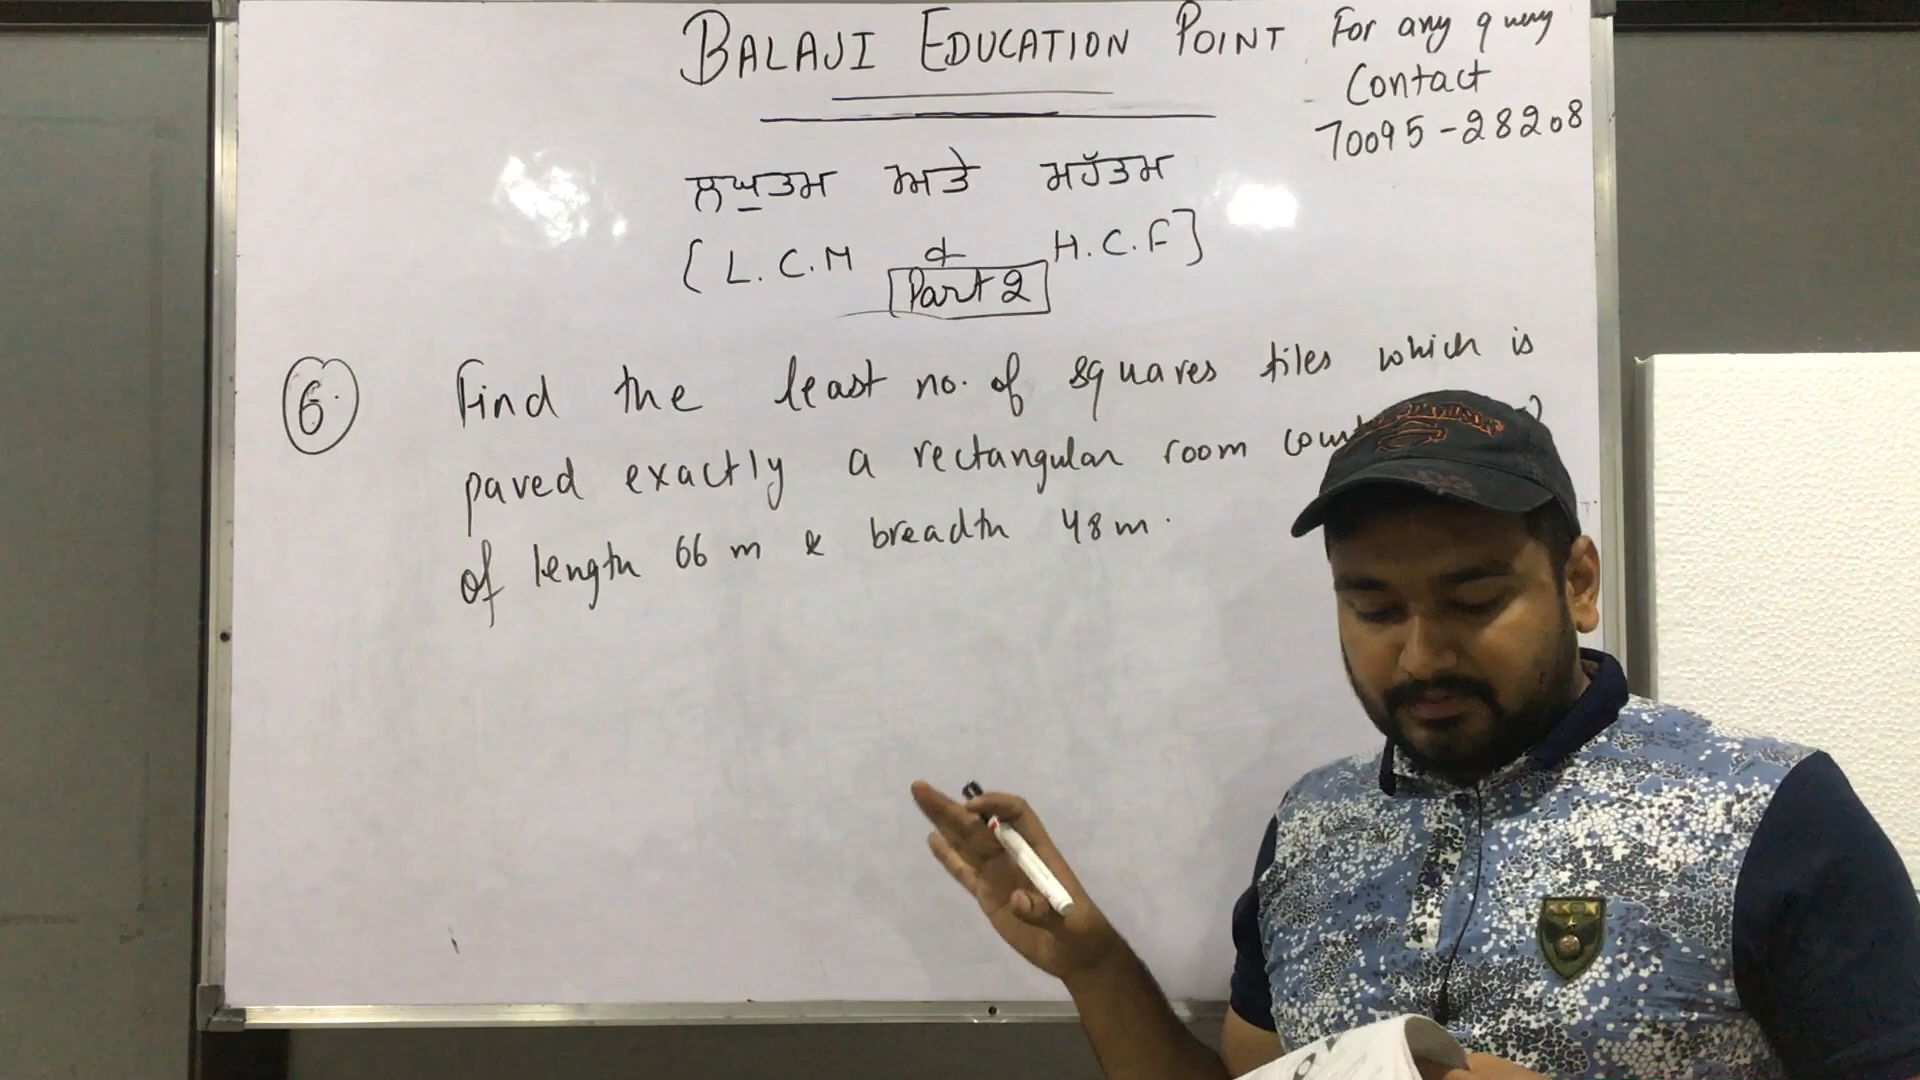 BALAJI EDUCATION POINT
For any query
Contact
70095-28208
ਲਘੁਤਮ ਅਤੇ ਮਹੱਤਮ
[L.C.M & H.C.F]
Part 2
6. Find the least no. of squares tiles which is
paved exactly a rectangular room
of length 66 m & breadth 48 m.